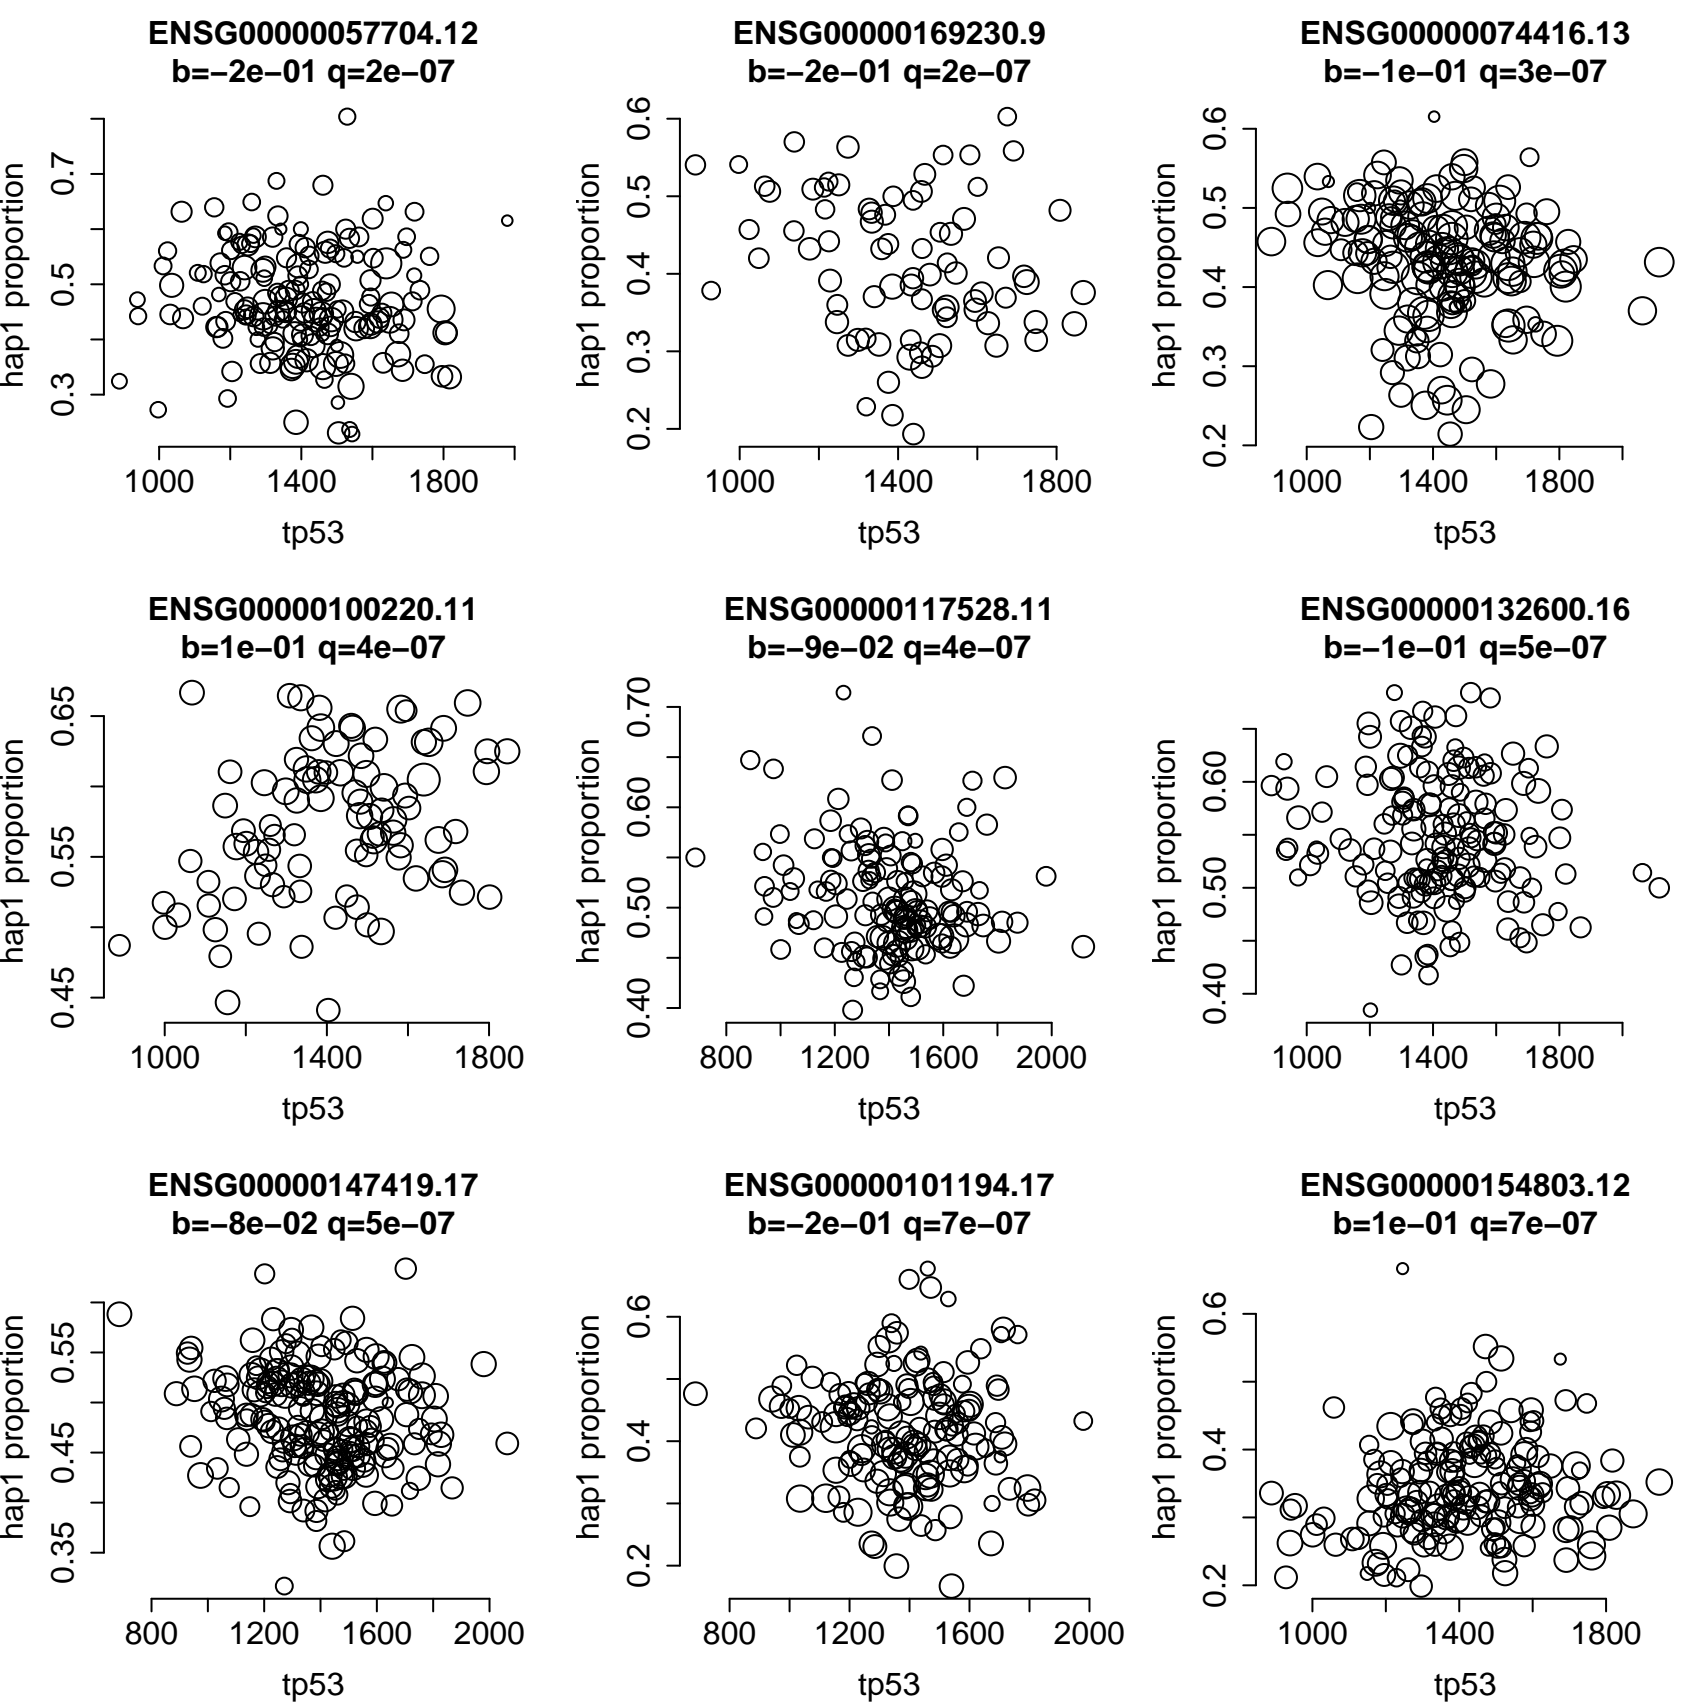 ENSG00000057704.12
b=−2e−01 q=2e−07
hap1 proportion
0.3 0.5 0.7
1000 1400 1800
tp53
ENSG00000169230.9
b=−2e−01 q=2e−07
hap1 proportion
0.2 0.3 0.4 0.5 0.6
1000 1400 1800
tp53
ENSG00000074416.13
b=−1e−01 q=3e−07
hap1 proportion
0.2 0.3 0.4 0.5 0.6
1000 1400 1800
tp53
ENSG00000100220.11
b=1e−01 q=4e−07
hap1 proportion
0.45 0.55 0.65
1000 1400 1800
tp53
ENSG00000117528.11
b=−9e−02 q=4e−07
hap1 proportion
0.40 0.50 0.60 0.70
800 1200 1600 2000
tp53
ENSG00000132600.16
b=−1e−01 q=5e−07
hap1 proportion
0.40 0.50 0.60
1000 1400 1800
tp53
ENSG00000147419.17
b=−8e−02 q=5e−07
hap1 proportion
0.35 0.45 0.55
800 1200 1600 2000
tp53
ENSG00000101194.17
b=−2e−01 q=7e−07
hap1 proportion
0.2 0.4 0.6
800 1200 1600 2000
tp53
ENSG00000154803.12
b=1e−01 q=7e−07
hap1 proportion
0.2 0.4 0.6
1000 1400 1800
tp53